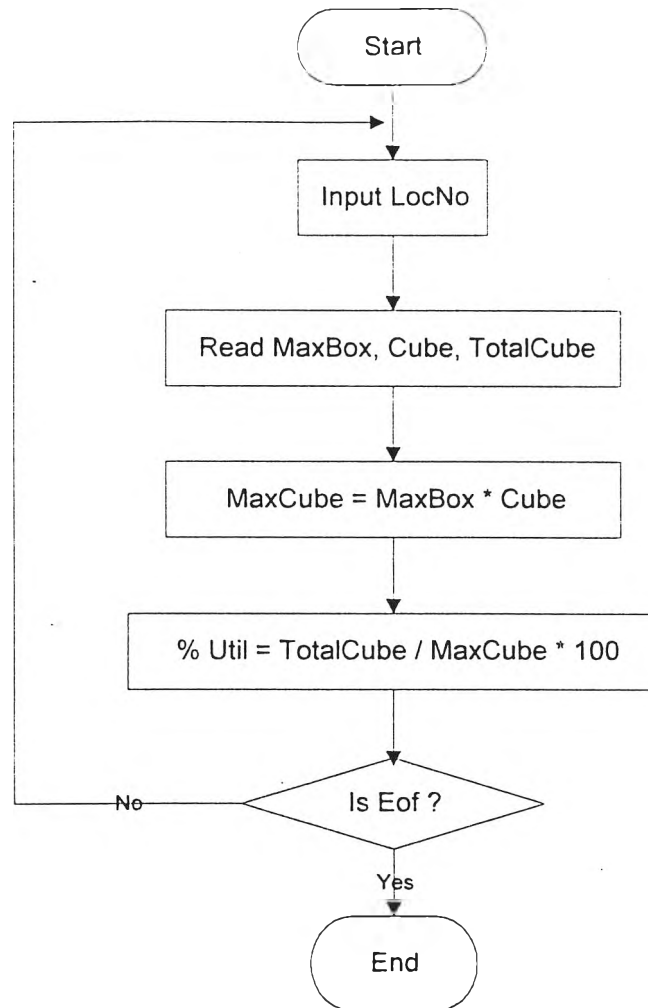 Start
Input LocNo
Read MaxBox, Cube, TotalCube
MaxCube = MaxBox * Cube
% Util = TotalCube / MaxCube * 100
Is Eof ?
No
Yes
End